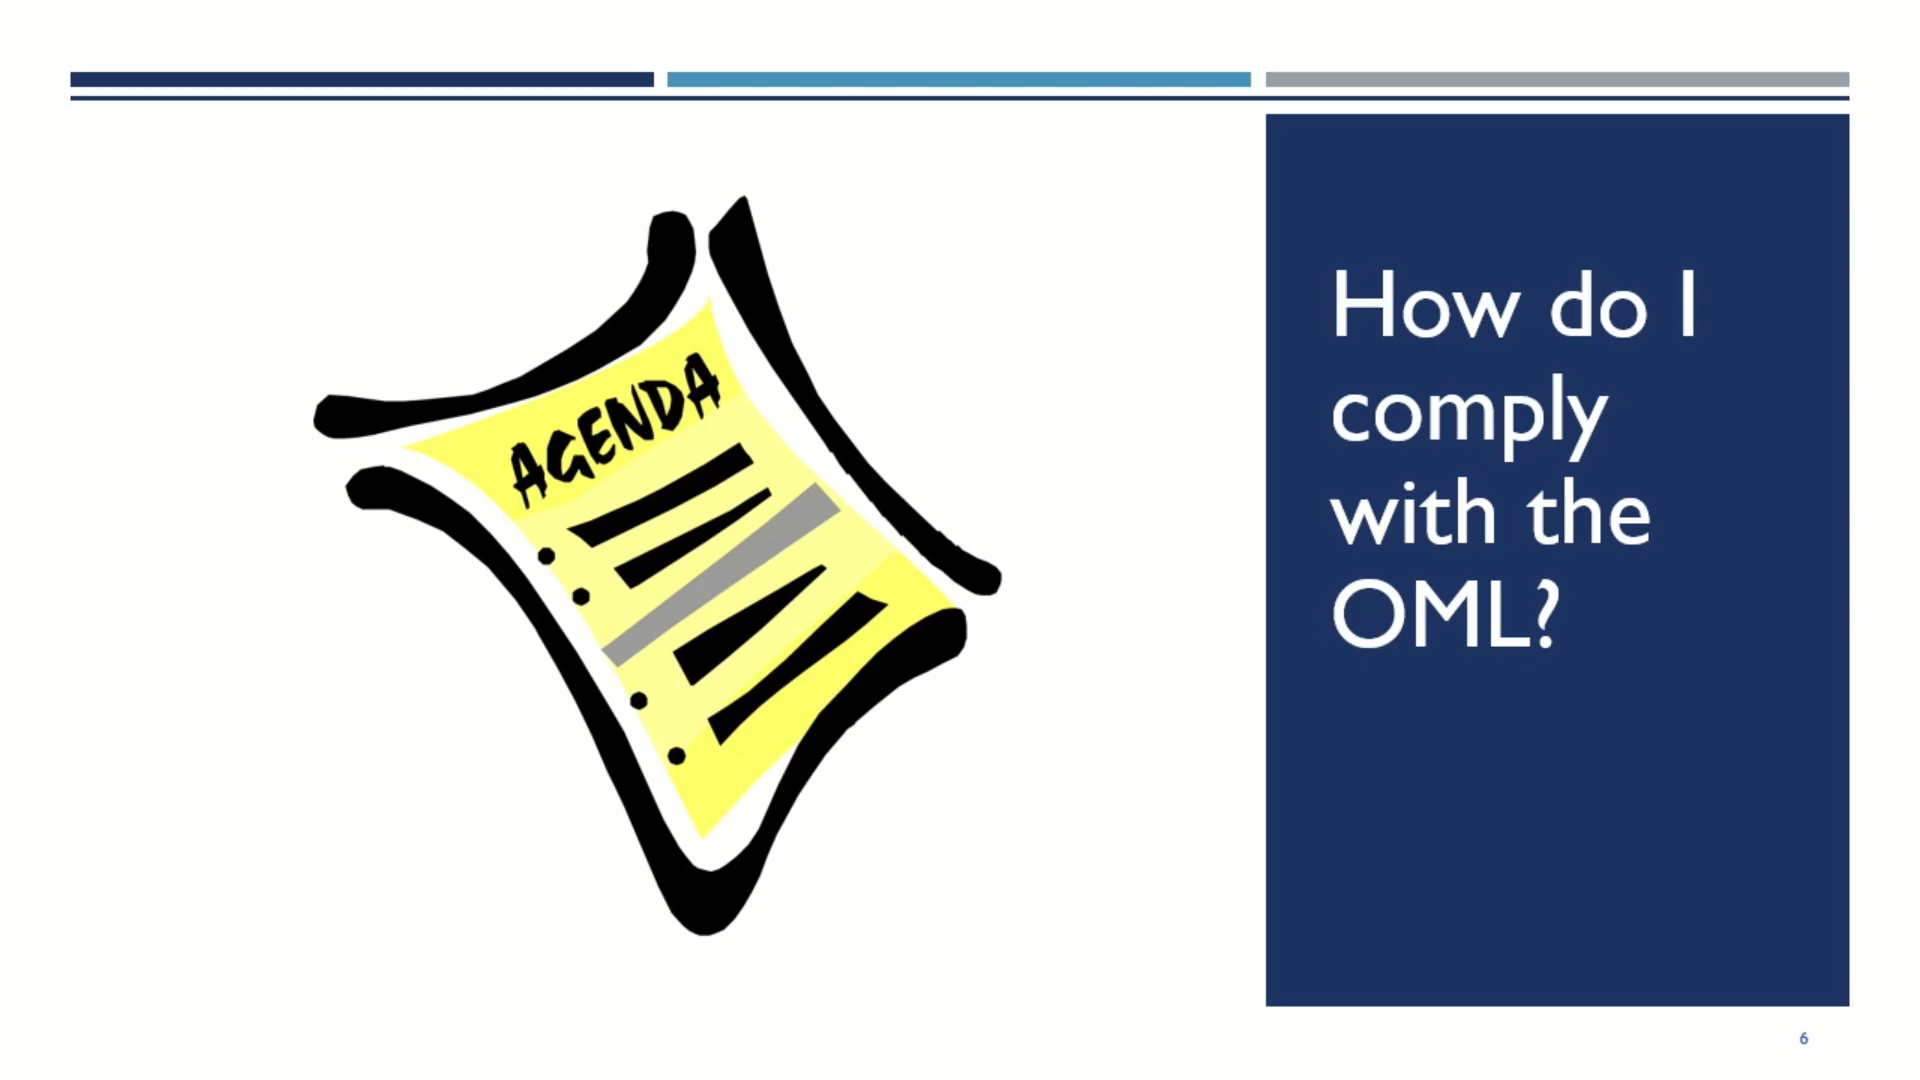 AGENDA
How do I
comply
with the
OML?
6